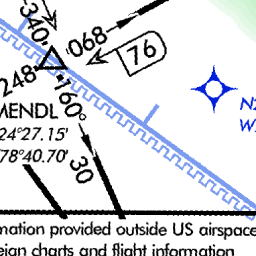 340
068
76
248
160°
MENDL
24°27.15'
78°40.70'
30
N2
W
mation provided outside US airspace
eign charts and flight information